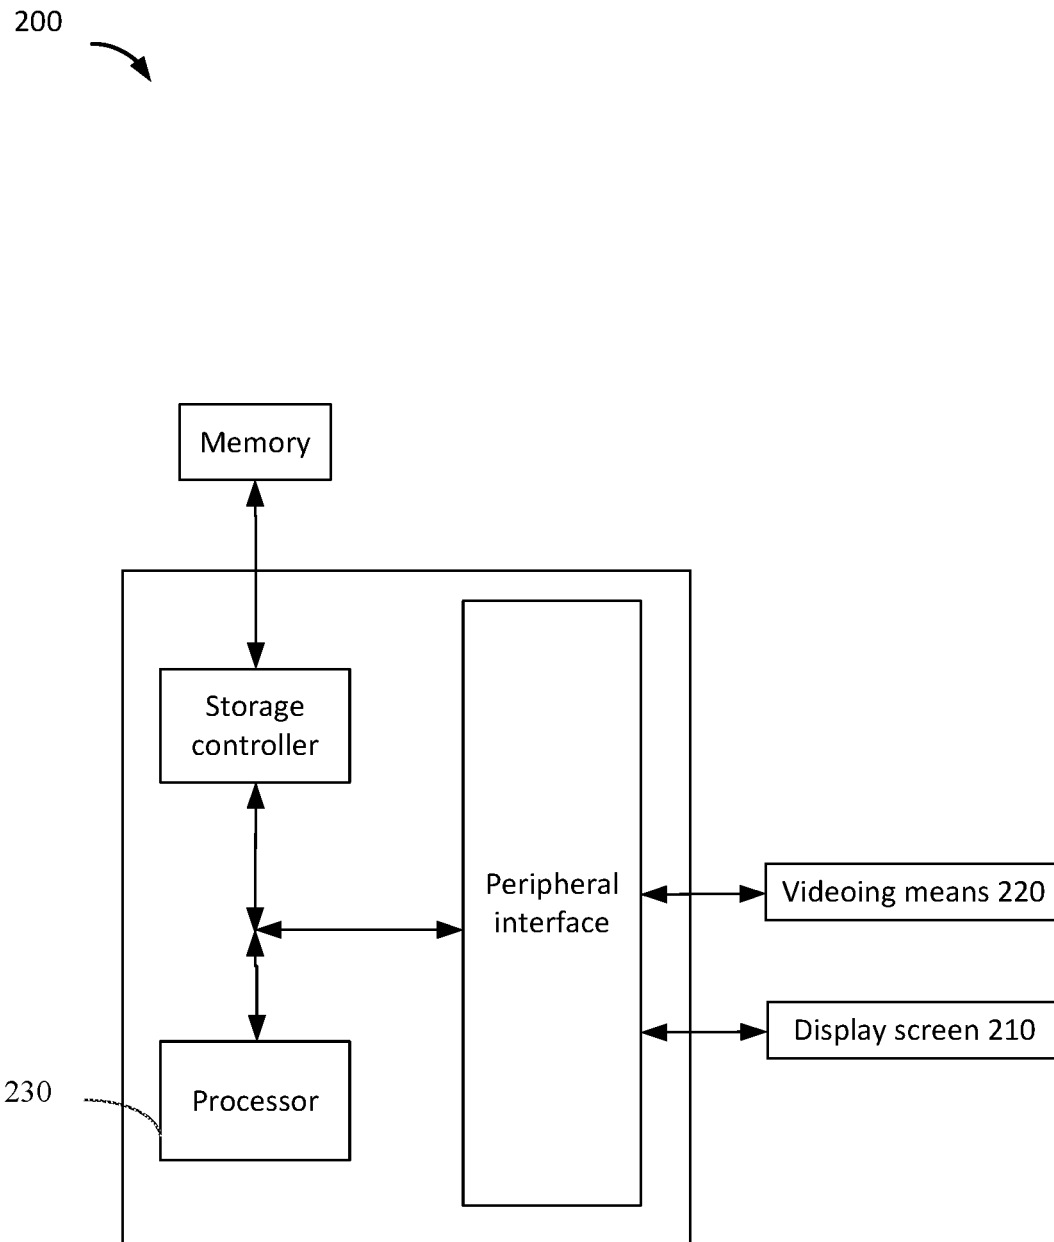 200
Memory
Storage
controller
Peripheral
interface
Videoing means 220
Display screen 210
230
Processor